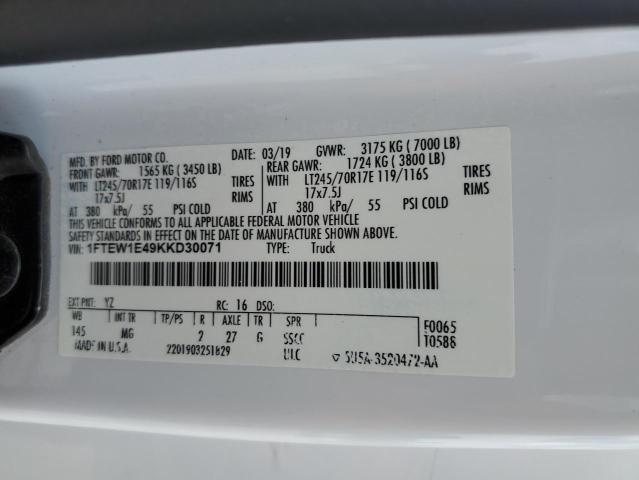 MFD. BY FORD MOTOR CO.
DATE: 03/19 GVWR: 3175 KG ( 7000 LB)
FRONT GAWR: 1565 KG ( 3450 LB) REAR GAWR: 1724 KG ( 3800 LB)
WITH LT245/70R17E 119/116S TIRES WITH LT245/70R17E 119/116S TIRES
17x7.5J RIMS 17x7.5J RIMS
AT 380 kPa/ 55 PSI COLD AT 380 kPa/ 55 PSI COLD
THIS VEHICLE CONFORMS TO ALL APPLICABLE FEDERAL MOTOR VEHICLE
SAFETY STANDARDS IN EFFECT ON THE DATE OF MANUFACTURE SHOWN ABOVE.
VIN: 1FTEW1E49KKD30071 TYPE: Truck
EXT PNT: YZ RC: 16 DSO: F0065
WB INT TR TP/PS R AXLE TR SPR T0586
145 MG 2 27 G
MADE IN U.S.A. 2201903251829 ULC